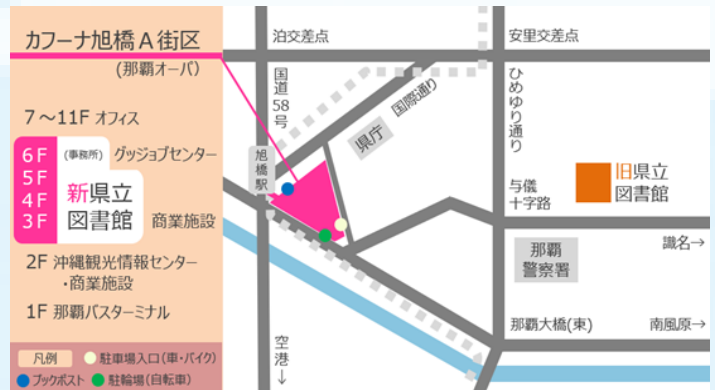 カフーナ旭橋A街区
(那覇オーパ)
7～11F オフィス
6F (事務所) グッジョブセンター
5F
4F 新県立
3F 図書館 商業施設
2F 沖縄観光情報センター
・商業施設
1F 那覇バスターミナル
凡例 駐車場入口(車・バイク)
ブックポスト 駐輪場(自転車)
泊交差点
安里交差点
国道58号
国際通り
ひめゆり通り
県庁
旭橋駅
旧県立
図書館
与儀
十字路
那覇
警察署
識名→
那覇大橋(東)
南風原→
空港↓